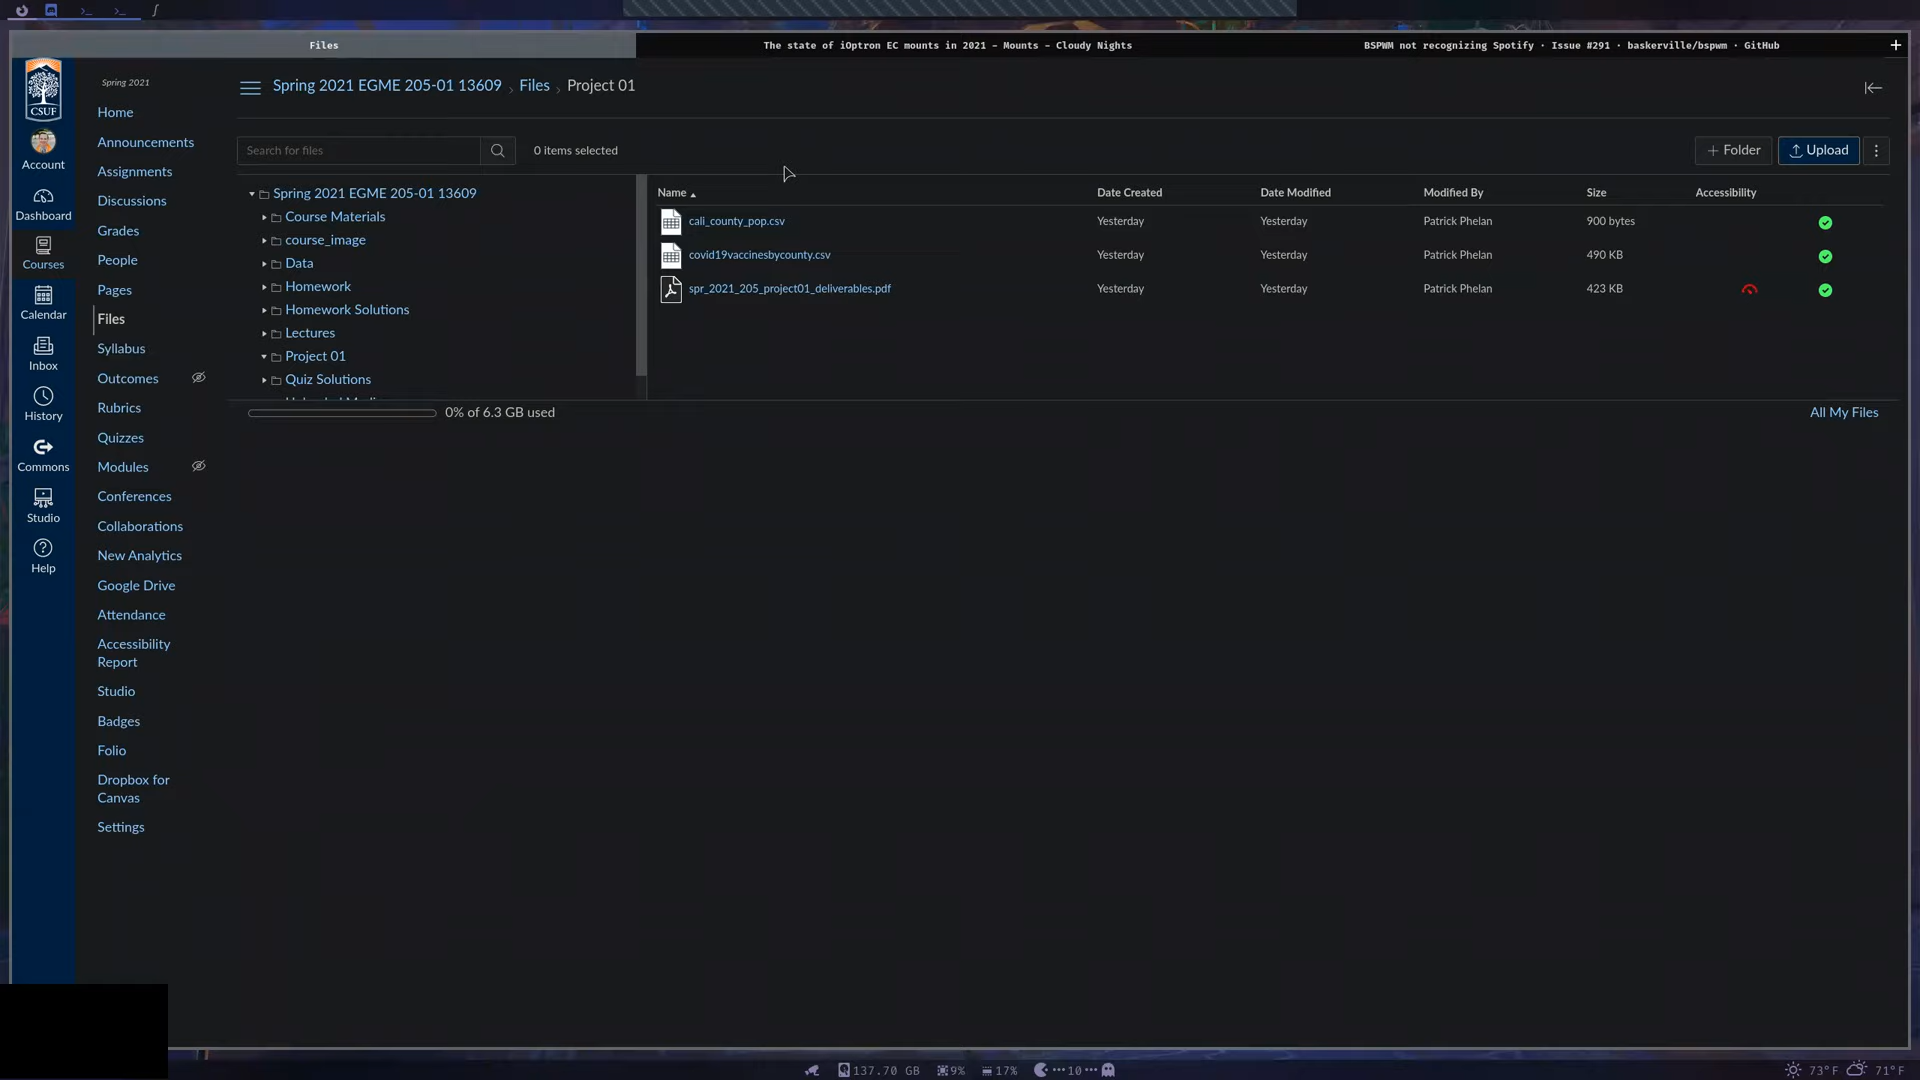 Files
The state of iOptron EC mounts in 2021 - Mounts - Cloudy Nights
BSPWM not recognizing Spotify · Issue #291 · baskerville/bspwm · GitHub
CSUF
Account
Dashboard
Courses
Calendar
Inbox
History
Commons
Studio
Help
Spring 2021
Home
Announcements
Assignments
Discussions
Grades
People
Pages
Files
Syllabus
Outcomes
Rubrics
Quizzes
Modules
Conferences
Collaborations
New Analytics
Google Drive
Attendance
Accessibility
Report
Studio
Badges
Folio
Dropbox for
Canvas
Settings
Spring 2021 EGME 205-01 13609 › Files › Project 01
Search for files
0 items selected
+ Folder
Upload
Spring 2021 EGME 205-01 13609
Course Materials
course_image
Data
Homework
Homework Solutions
Lectures
Project 01
Quiz Solutions
Name Date Created Date Modified Modified By Size Accessibility
cali_county_pop.csv Yesterday Yesterday Patrick Phelan 900 bytes
covid19vaccinesbycounty.csv Yesterday Yesterday Patrick Phelan 490 KB
spr_2021_205_project01_deliverables.pdf Yesterday Yesterday Patrick Phelan 423 KB
0% of 6.3 GB used
All My Files
137.70 GB 9% 17% 10 73°F 71°F